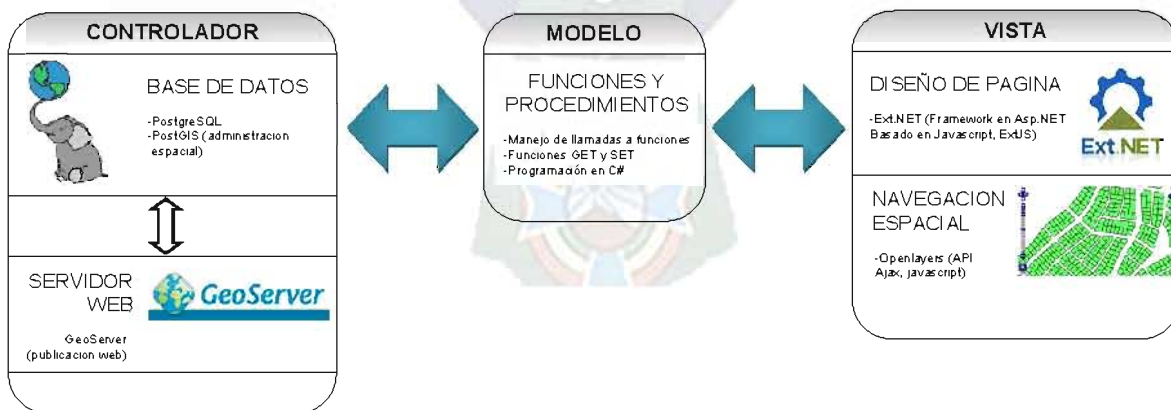 CONTROLADOR
BASE DE DATOS
-PostgreSQL
-PostGIS (administracion
espacial)
SERVIDOR
WEB
GeoServer
GeoServer
(publicacion web)
MODELO
FUNCIONES Y
PROCEDIMIENTOS
-Manejo de llamadas a funciones
-Funciones GET y SET
-Programación en C#
VISTA
DISEÑO DE PAGINA
-Ext.NET (Framework en Asp.NET
Basado en Javascript, ExtJS)
Ext.NET
NAVEGACION
ESPACIAL
-Openlayers (API
Ajax, javascript)